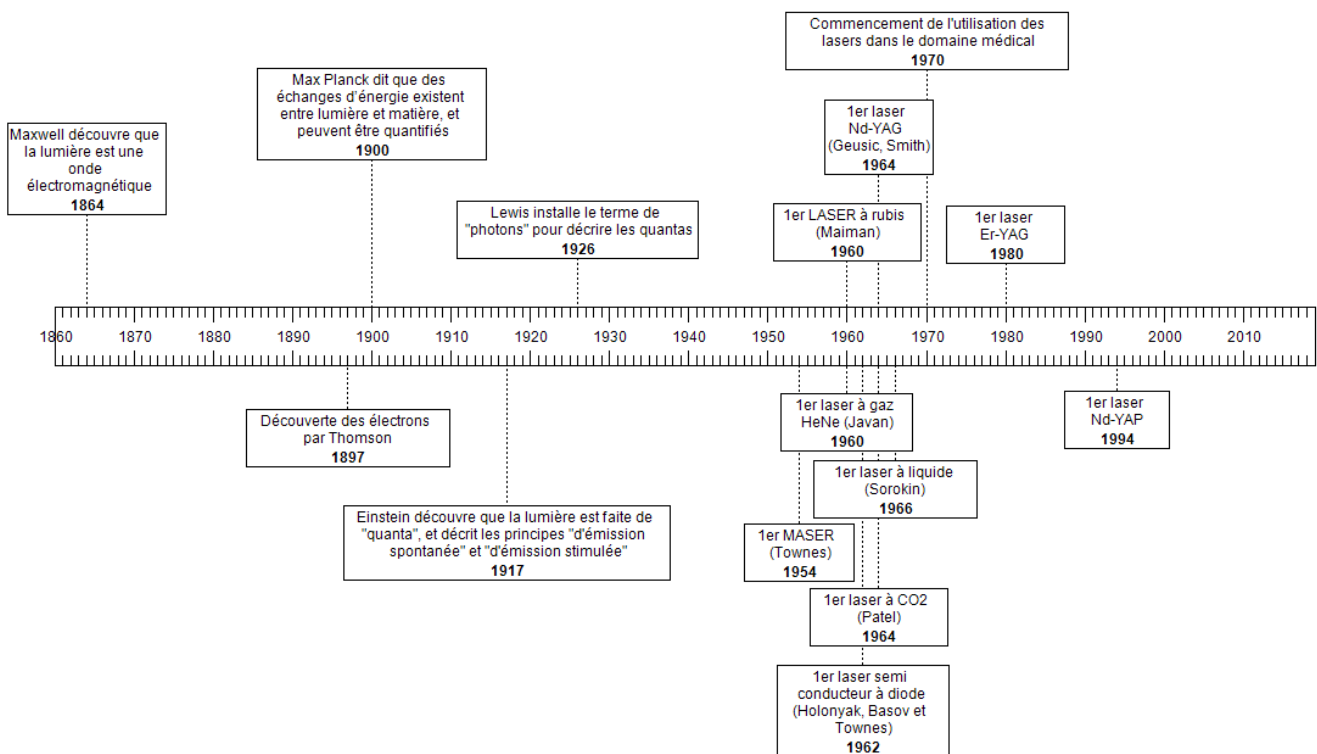 Commencement de l'utilisation des
lasers dans le domaine médical
1970
Max Planck dit que des
échanges d'énergie existent
entre lumière et matière, et
peuvent être quantifiés
1900
1er laser
Nd-YAG
(Geusic, Smith)
1964
Maxwell découvre que
la lumière est une
onde
électromagnétique
1864
Lewis installe le terme de
"photons" pour décrire les quantas
1926
1er LASER à rubis
(Maiman)
1960
1er laser
Er-YAG
1980
1860 1870 1880 1890 1900 1910 1920 1930 1940 1950 1960 1970 1980 1990 2000 2010
Découverte des électrons
par Thomson
1897
1er laser à gaz
HeNe (Javan)
1960
1er laser
Nd-YAP
1994
1er laser à liquide
(Sorokin)
1966
Einstein découvre que la lumière est faite de
"quanta", et décrit les principes "d'émission
spontanée" et "d'émission stimulée"
1917
1er MASER
(Townes)
1954
1er laser à CO2
(Patel)
1964
1er laser semi
conducteur à diode
(Holonyak, Basov et
Townes)
1962